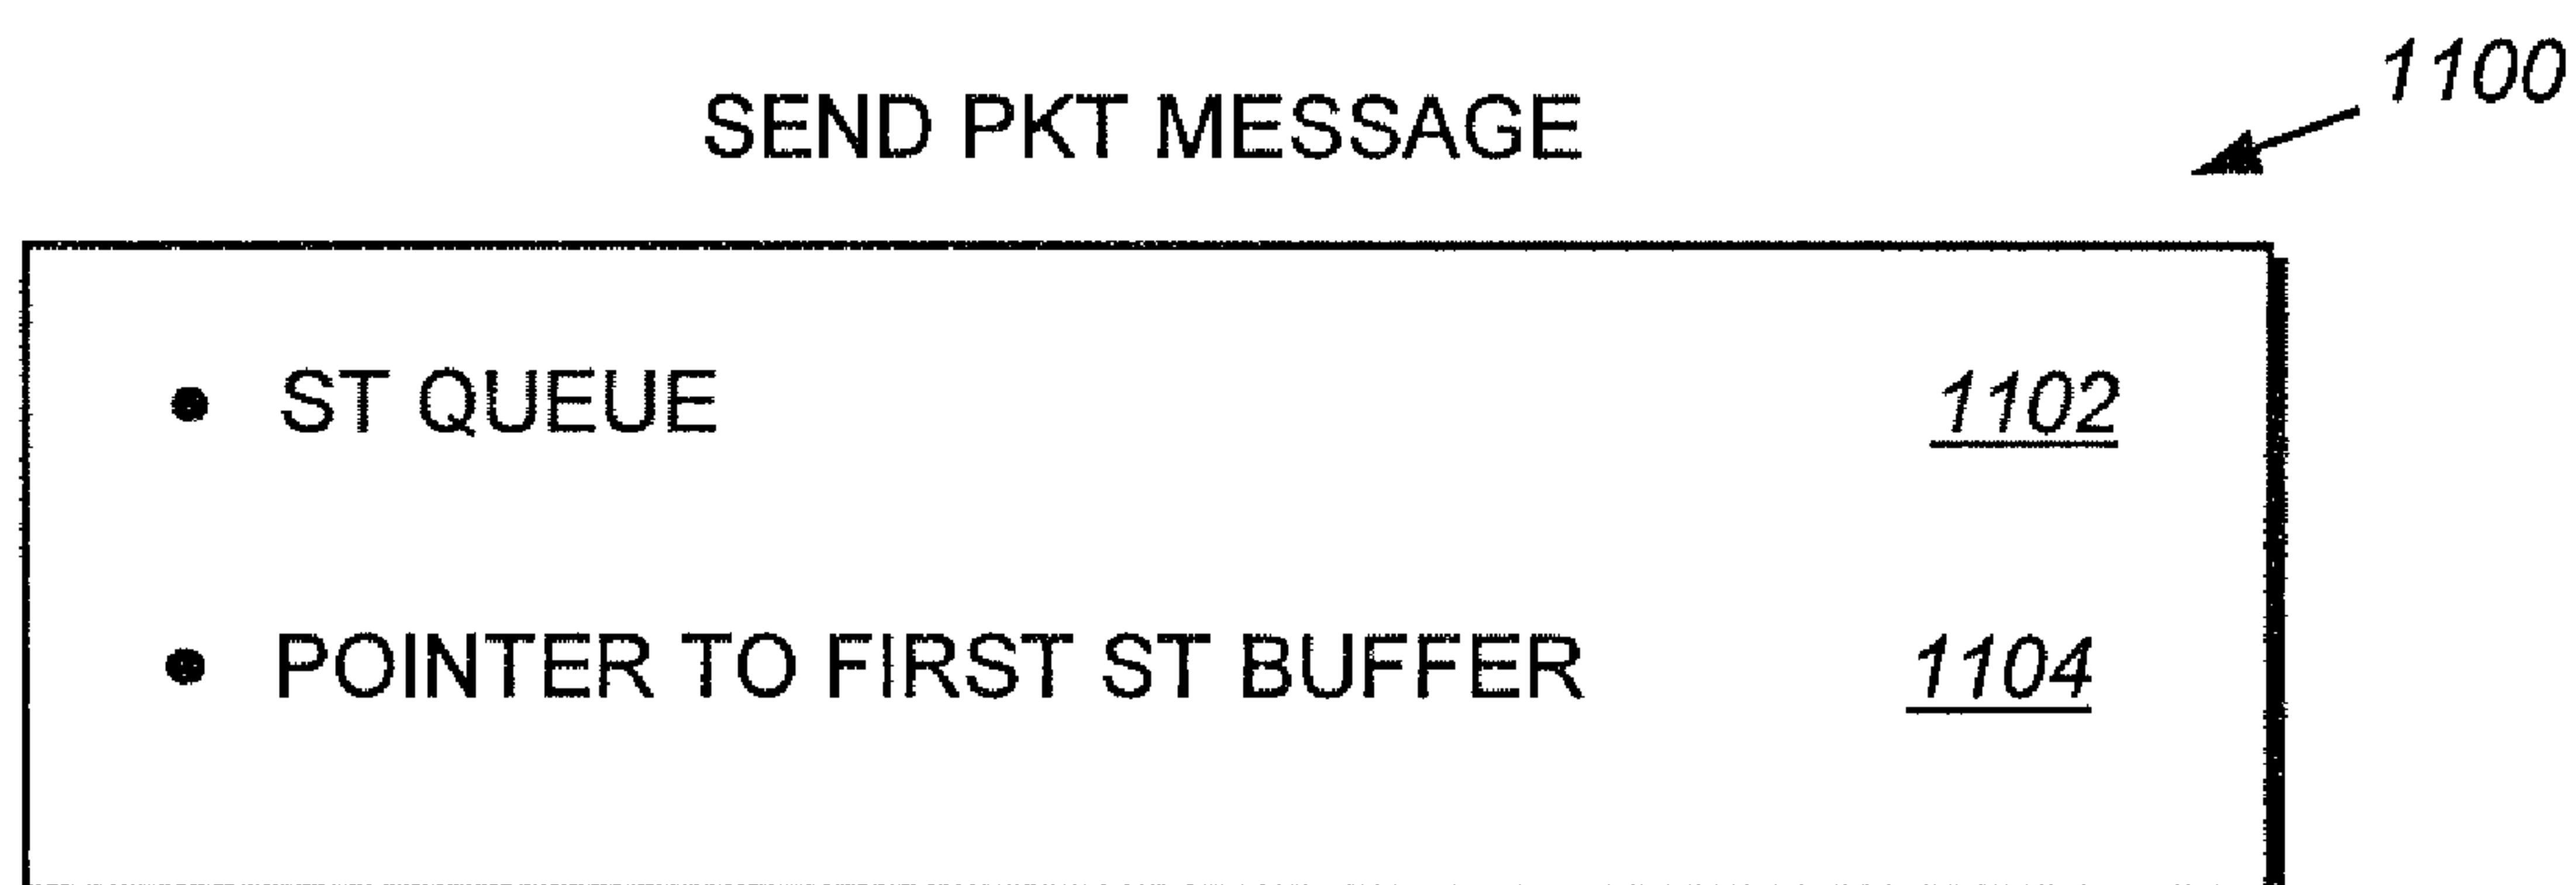 1100
SEND PKT MESSAGE
• ST QUEUE 1102
• POINTER TO FIRST ST BUFFER 1104